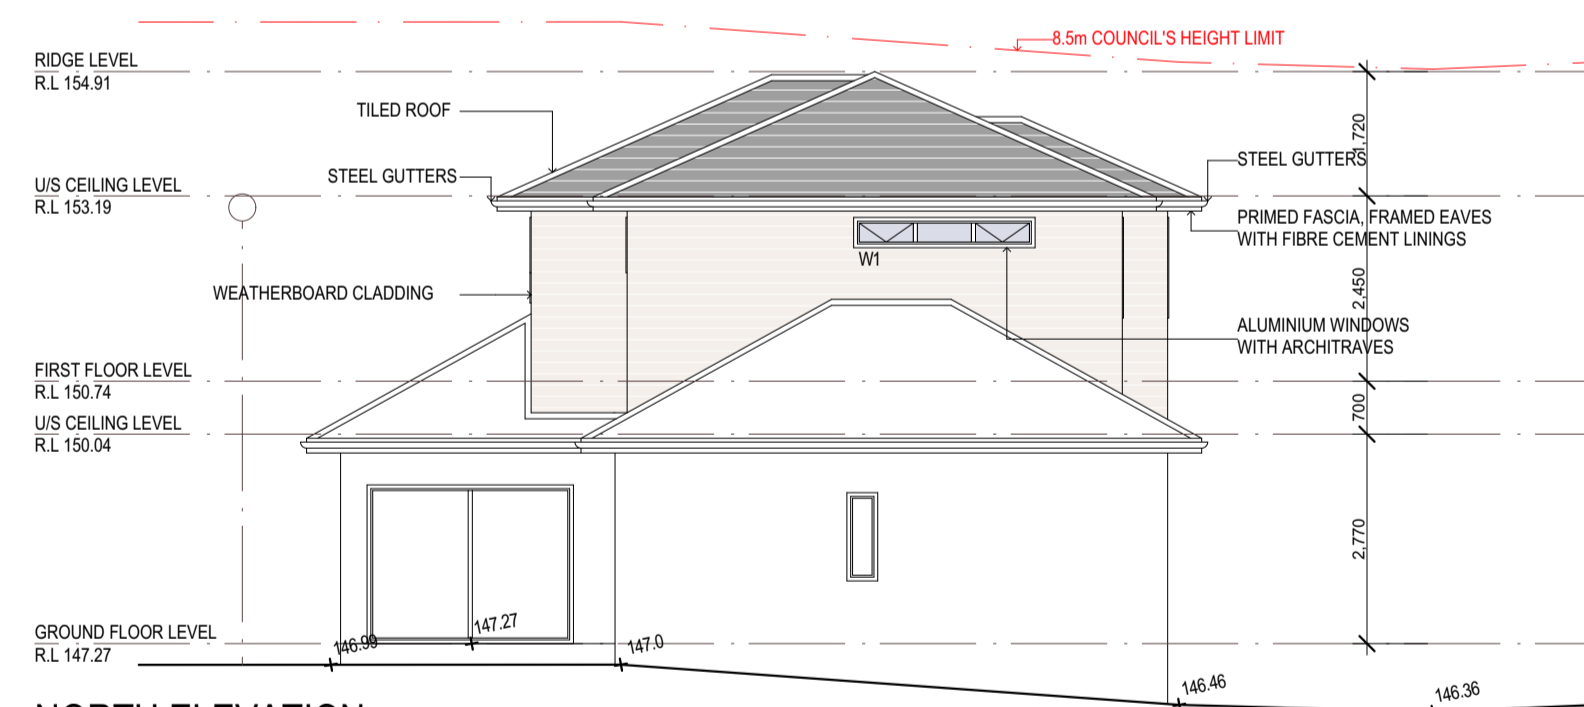 8.5m COUNCIL'S HEIGHT LIMIT
RIDGE LEVEL
R.L 154.91
TILED ROOF
1,720
STEEL GUTTERS
STEEL GUTTERS
U/S CEILING LEVEL
R.L 153.19
PRIMED FASCIA, FRAMED EAVES
WITH FIBRE CEMENT LININGS
W1
WEATHERBOARD CLADDING
2,450
ALUMINIUM WINDOWS
WITH ARCHITRAVES
FIRST FLOOR LEVEL
R.L 150.74
700
U/S CEILING LEVEL
R.L 150.04
2,770
GROUND FLOOR LEVEL
R.L 147.27
146.99
147.27
147.0
146.46
146.36
NORTH ELEVATION